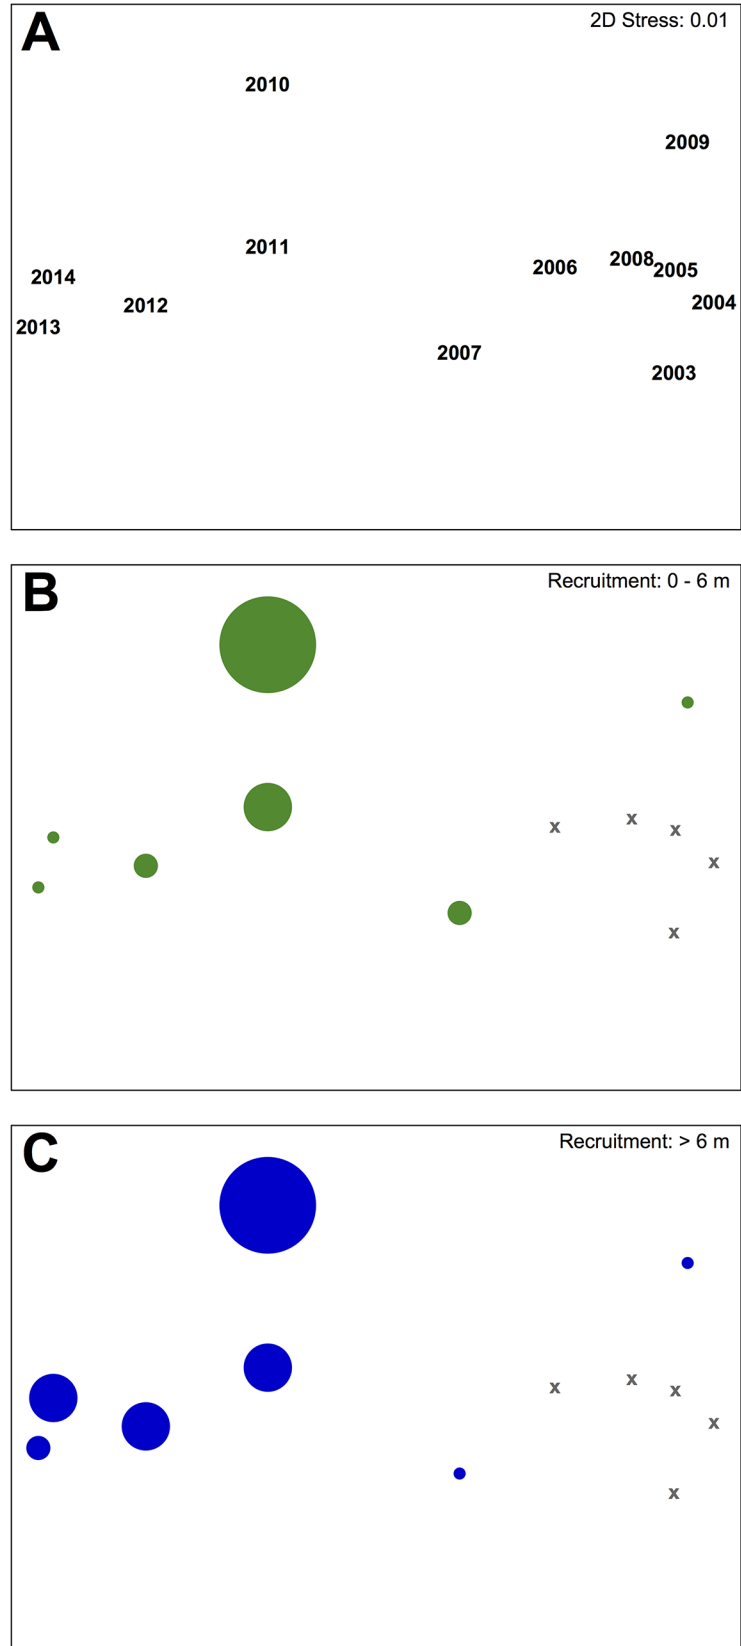 A
2D Stress: 0.01
2010
2009
2011
2008
2006
2005
2014
2004
2012
2013
2007
2003
B
Recruitment: 0 - 6 m
x
x
x
x
x
C
Recruitment: > 6 m
x
x
x
x
x